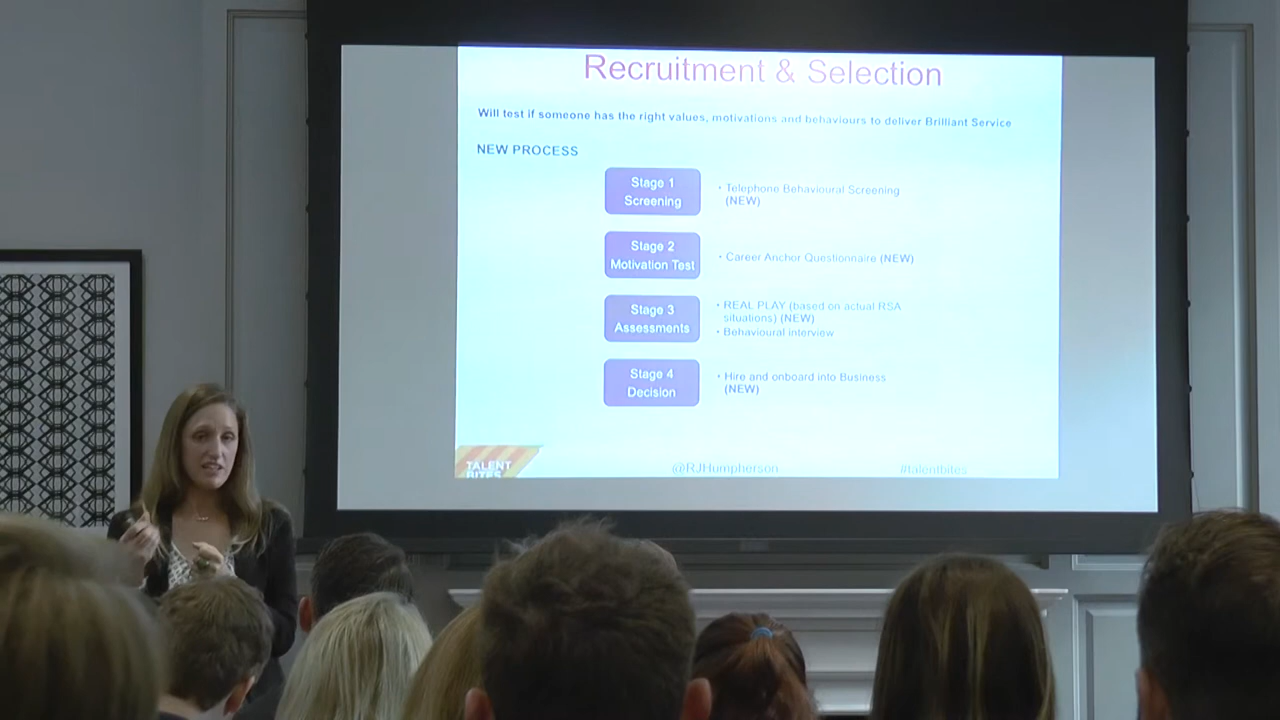 Recruitment & Selection
Will test if someone has the right values, motivations and behaviours to deliver Brilliant Service
NEW PROCESS
Stage 1
Screening
• Telephone Behavioural Screening
(NEW)
Stage 2
Motivation Test
• Career Anchor Questionnaire (NEW)
Stage 3
Assessments
• REAL PLAY (based on actual RSA
situations) (NEW)
• Behavioural interview
Stage 4
Decision
• Hire and onboard into Business
(NEW)
TALENT
BITES
@RJHumpherson
#talentbites